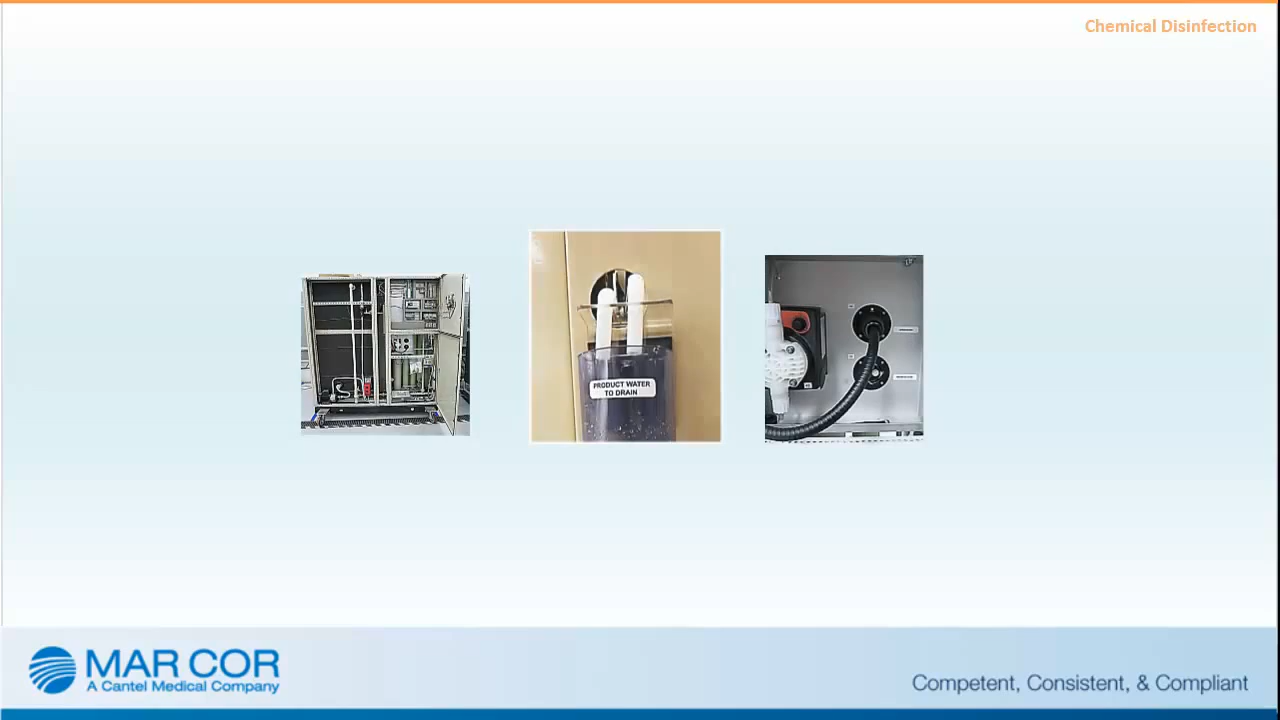 Chemical Disinfection
PRODUCT WATER
TO DRAIN
MAR COR
A Cantel Medical Company
Competent, Consistent, & Compliant